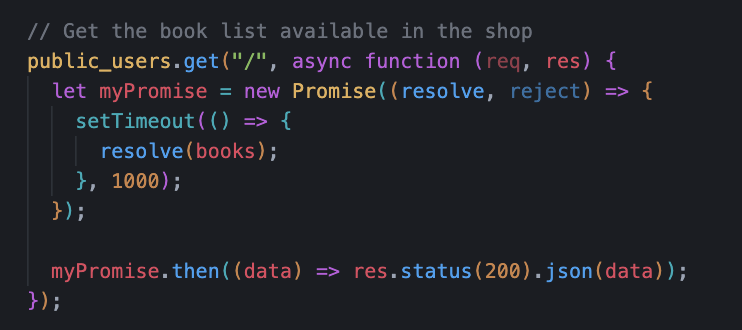 // Get the book list available in the shop
public_users.get("/", async function (req, res) {
  let myPromise = new Promise((resolve, reject) => {
    setTimeout(() => {
      resolve(books);
    }, 1000);
  });

  myPromise.then((data) => res.status(200).json(data));
});